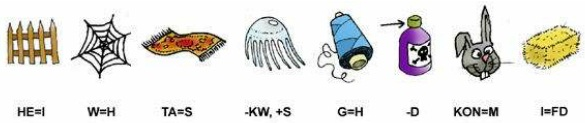 HE=I W=H TA=S -KW, +S G=H -D KON=M I=FD